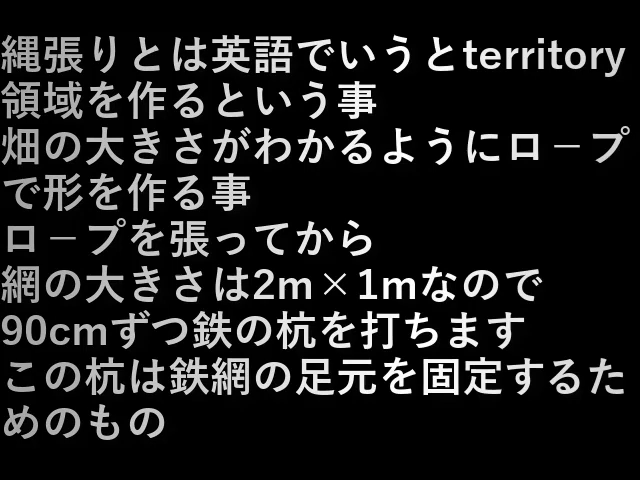 縄張りとは英語でいうとterritory
領域を作るという事
畑の大きさがわかるようにロープ
で形を作る事
ロープを張ってから
網の大きさは2m×1mなので
90cmずつ鉄の杭を打ちます
この杭は鉄網の足元を固定するた
めのもの